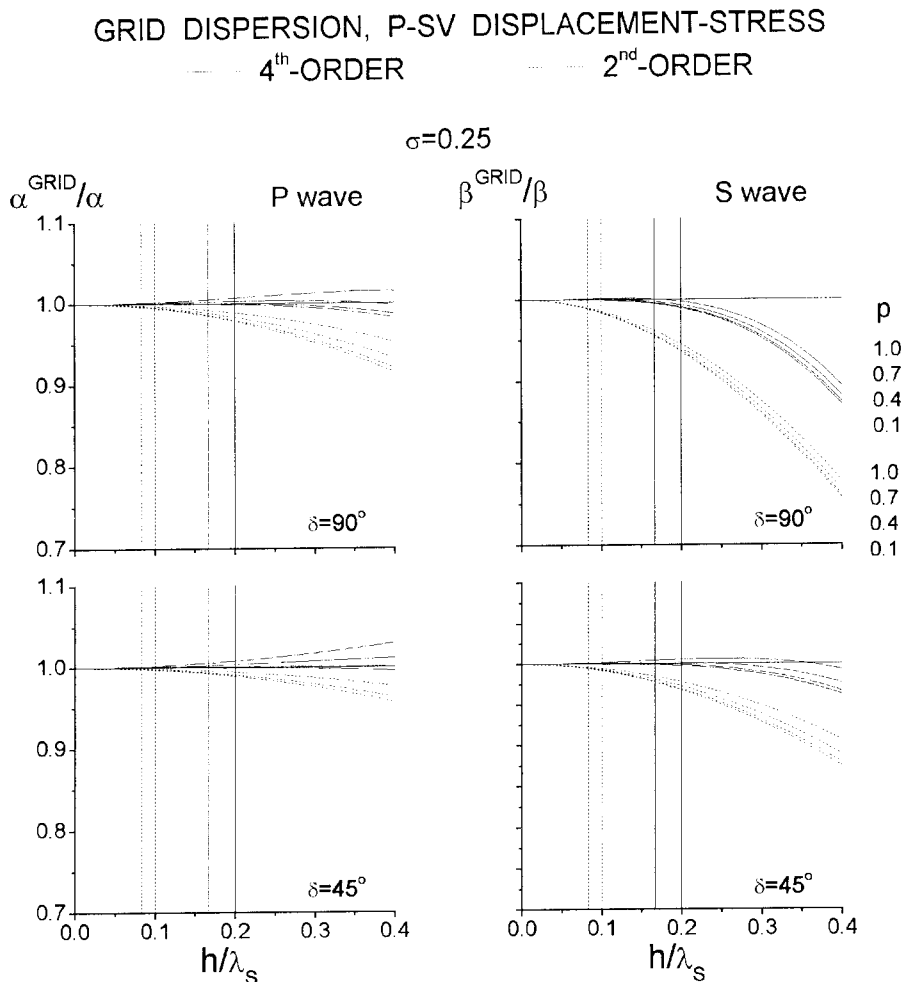 GRID DISPERSION, P-SV DISPLACEMENT-STRESS
4th-ORDER 2nd-ORDER
σ=0.25
α^GRID/α P wave
β^GRID/β S wave
1.1
1.0
0.9
0.8
0.7
δ=90°
δ=90°
p
1.0
0.7
0.4
0.1
1.0
0.7
0.4
0.1
1.1
1.0
0.9
0.8
0.7
δ=45°
δ=45°
0.0 0.1 0.2 0.3 0.4
0.0 0.1 0.2 0.3 0.4
h/λS
h/λS